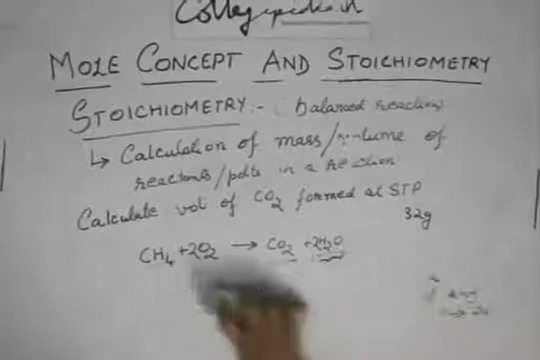 MOLE CONCEPT AND STOICHIOMETRY
STOICHIOMETRY:- balanced reaction
↳ Calculation of mass/volume of
reactants/pdts in a reaction
Calculate vol of CO2 formed at STP
32g
CH4 + 2O2 → CO2 + 2H2O